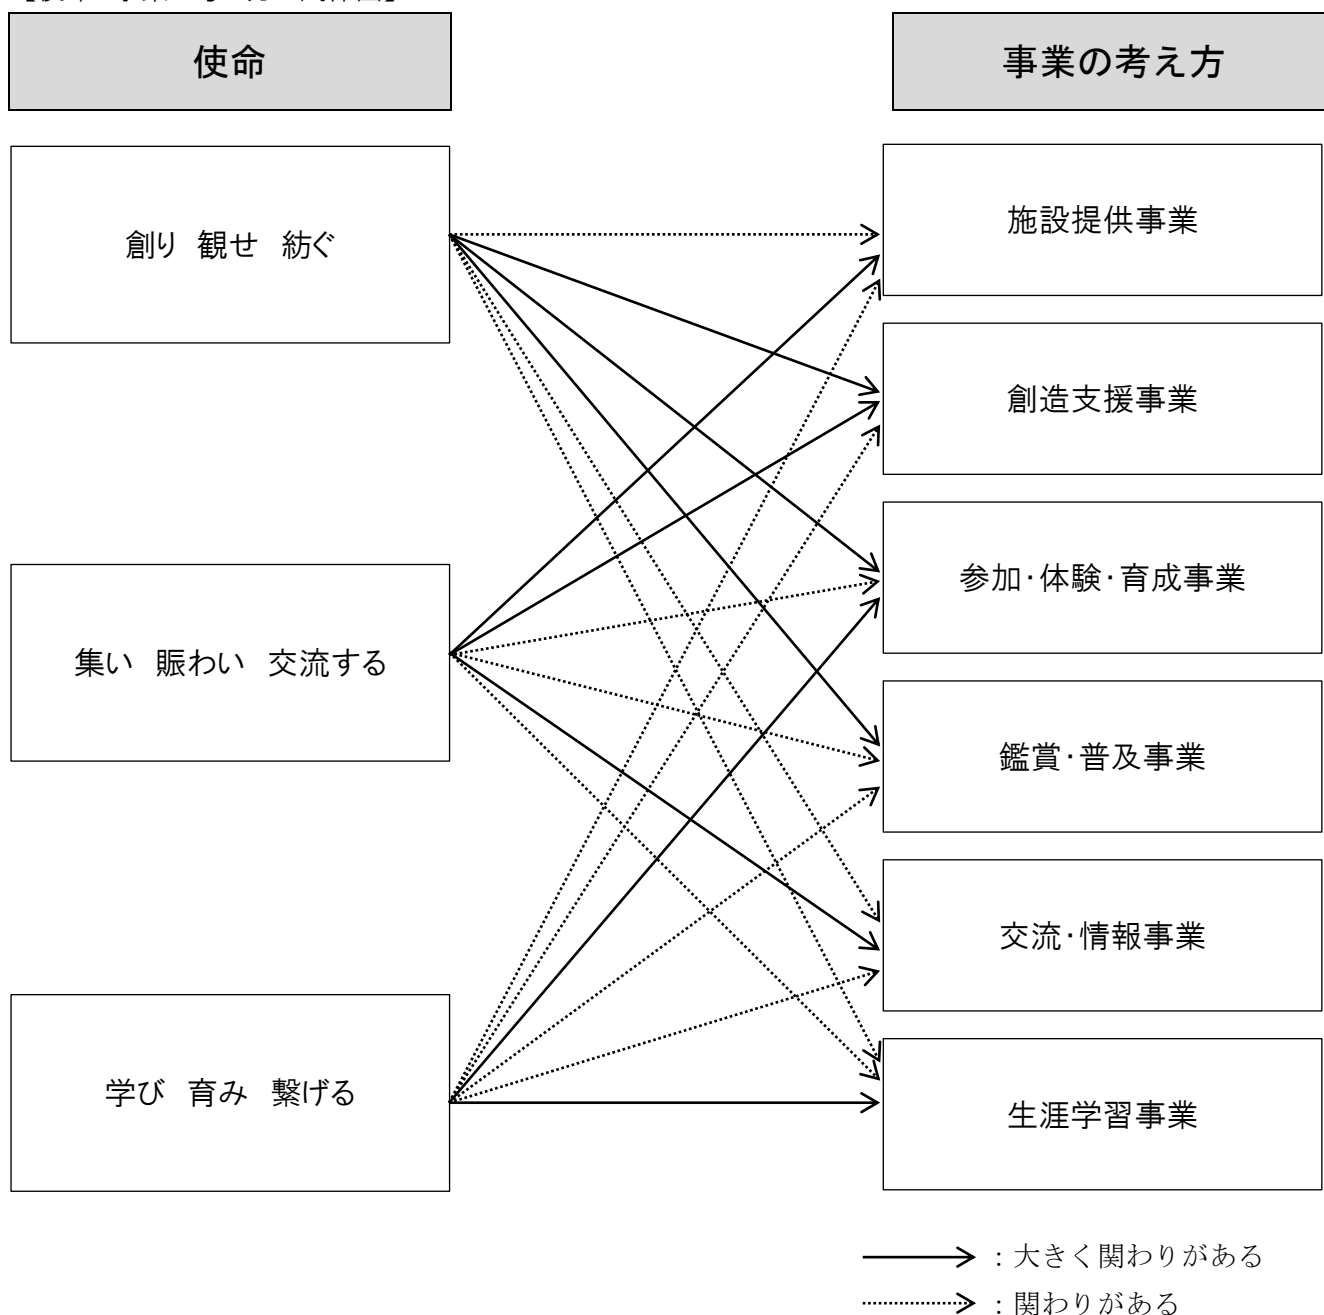 使命
事業の考え方
創り 観せ 紡ぐ
集い 賑わい 交流する
学び 育み 繋げる
施設提供事業
創造支援事業
参加・体験・育成事業
鑑賞・普及事業
交流・情報事業
生涯学習事業
：大きく関わりがある
：関わりがある